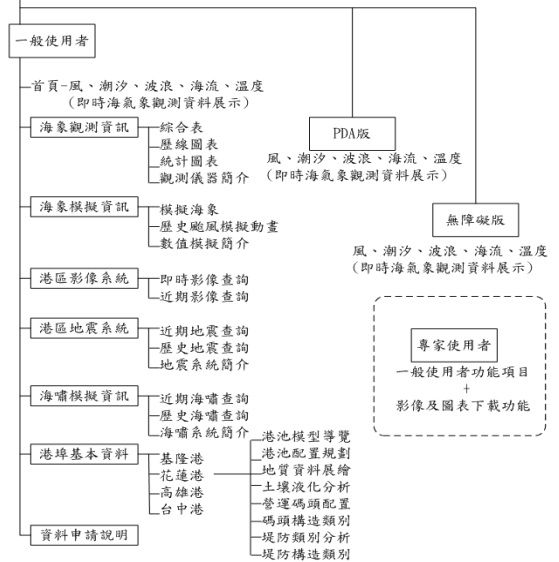 一般使用者
首頁-風、潮汐、波浪、海流、溫度
(即時海氣象觀測資料展示)
海象觀測資訊
綜合表
歷線圖表
統計圖表
觀測儀器簡介
海象模擬資訊
模擬海象
歷史颱風模擬動畫
數值模擬簡介
港區影像系統
即時影像查詢
近期影像查詢
港區地震系統
近期地震查詢
歷史地震查詢
地震系統簡介
海嘯模擬資訊
近期海嘯查詢
歷史海嘯查詢
海嘯系統簡介
港埠基本資料
基隆港
花蓮港
高雄港
台中港
港池模型導覽
港池配置規劃
地質資料展繪
土壤液化分析
營運碼頭配置
碼頭構造類別
堤防類別分析
堤防構造類別
資料申請說明
PDA版
風、潮汐、波浪、海流、溫度
(即時海氣象觀測資料展示)
無障礙版
風、潮汐、波浪、海流、溫度
(即時海氣象觀測資料展示)
專家使用者
一般使用者功能項目
+
影像及圖表下載功能